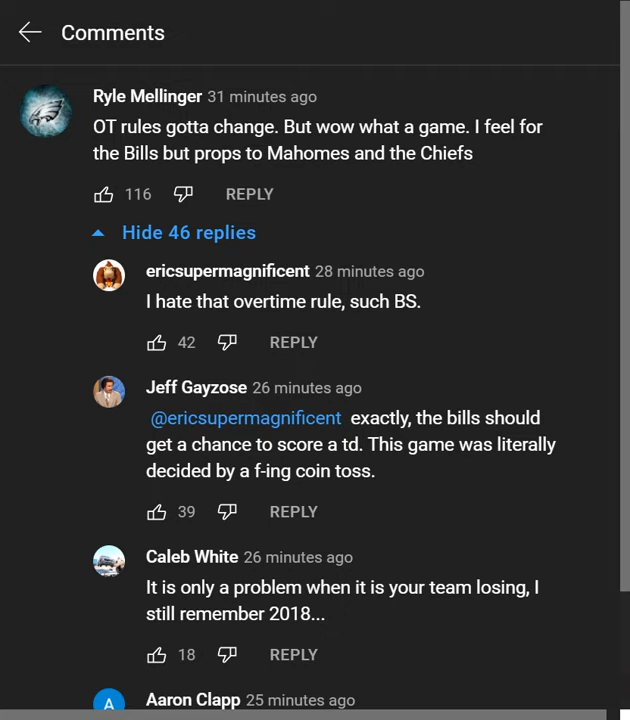 Comments
Ryle Mellinger 31 minutes ago
OT rules gotta change. But wow what a game. I feel for
the Bills but props to Mahomes and the Chiefs
116 REPLY
Hide 46 replies
ericsupermagnificent 28 minutes ago
I hate that overtime rule, such BS.
42 REPLY
Jeff Gayzose 26 minutes ago
@ericsupermagnificent exactly, the bills should
get a chance to score a td. This game was literally
decided by a f-ing coin toss.
39 REPLY
Caleb White 26 minutes ago
It is only a problem when it is your team losing, I
still remember 2018...
18 REPLY
A Aaron Clapp 25 minutes ago